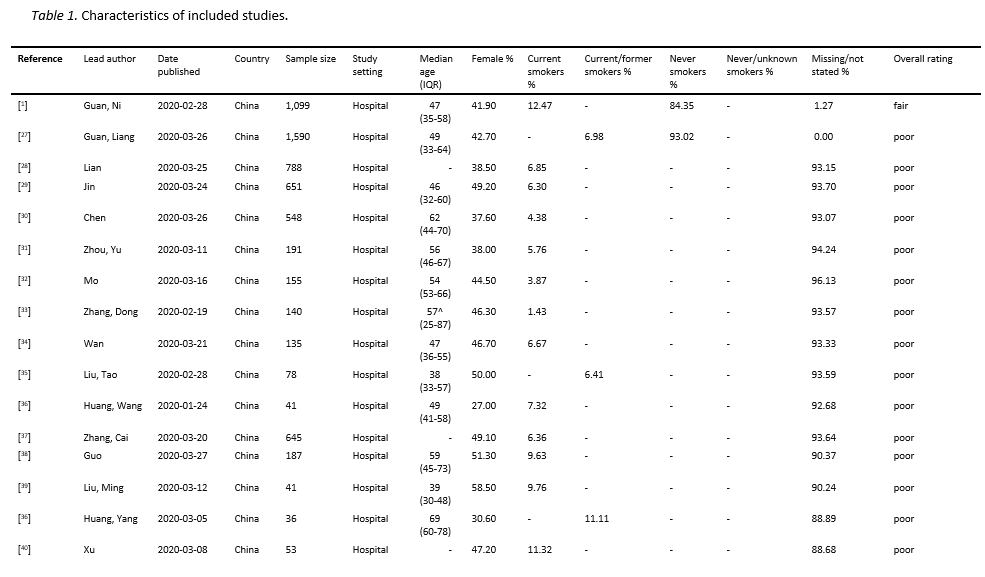 Table 1. Characteristics of included studies.
Reference Lead author Date published Country Sample size Study setting Median age (IQR) Female % Current smokers % Current/former smokers % Never smokers % Never/unknown smokers % Missing/not stated % Overall rating
[1] Guan, Ni 2020-02-28 China 1,099 Hospital 47 (35-58) 41.90 12.47 - 84.35 - 1.27 fair
[27] Guan, Liang 2020-03-26 China 1,590 Hospital 49 (33-64) 42.70 - 6.98 93.02 - 0.00 poor
[28] Lian 2020-03-25 China 788 Hospital - 38.50 6.85 - - - 93.15 poor
[29] Jin 2020-03-24 China 651 Hospital 46 (32-60) 49.20 6.30 - - - 93.70 poor
[30] Chen 2020-03-26 China 548 Hospital 62 (44-70) 37.60 4.38 - - - 93.07 poor
[31] Zhou, Yu 2020-03-11 China 191 Hospital 56 (46-67) 38.00 5.76 - - - 94.24 poor
[32] Mo 2020-03-16 China 155 Hospital 54 (53-66) 44.50 3.87 - - - 96.13 poor
[33] Zhang, Dong 2020-02-19 China 140 Hospital 57^ (25-87) 46.30 1.43 - - - 93.57 poor
[34] Wan 2020-03-21 China 135 Hospital 47 (36-55) 46.70 6.67 - - - 93.33 poor
[35] Liu, Tao 2020-02-28 China 78 Hospital 38 (33-57) 50.00 - 6.41 - - 93.59 poor
[36] Huang, Wang 2020-01-24 China 41 Hospital 49 (41-58) 27.00 7.32 - - - 92.68 poor
[37] Zhang, Cai 2020-03-20 China 645 Hospital - 49.10 6.36 - - - 93.64 poor
[38] Guo 2020-03-27 China 187 Hospital 59 (45-73) 51.30 9.63 - - - 90.37 poor
[39] Liu, Ming 2020-03-12 China 41 Hospital 39 (30-48) 58.50 9.76 - - - 90.24 poor
[36] Huang, Yang 2020-03-05 China 36 Hospital 69 (60-78) 30.60 - 11.11 - - 88.89 poor
[40] Xu 2020-03-08 China 53 Hospital - 47.20 11.32 - - - 88.68 poor